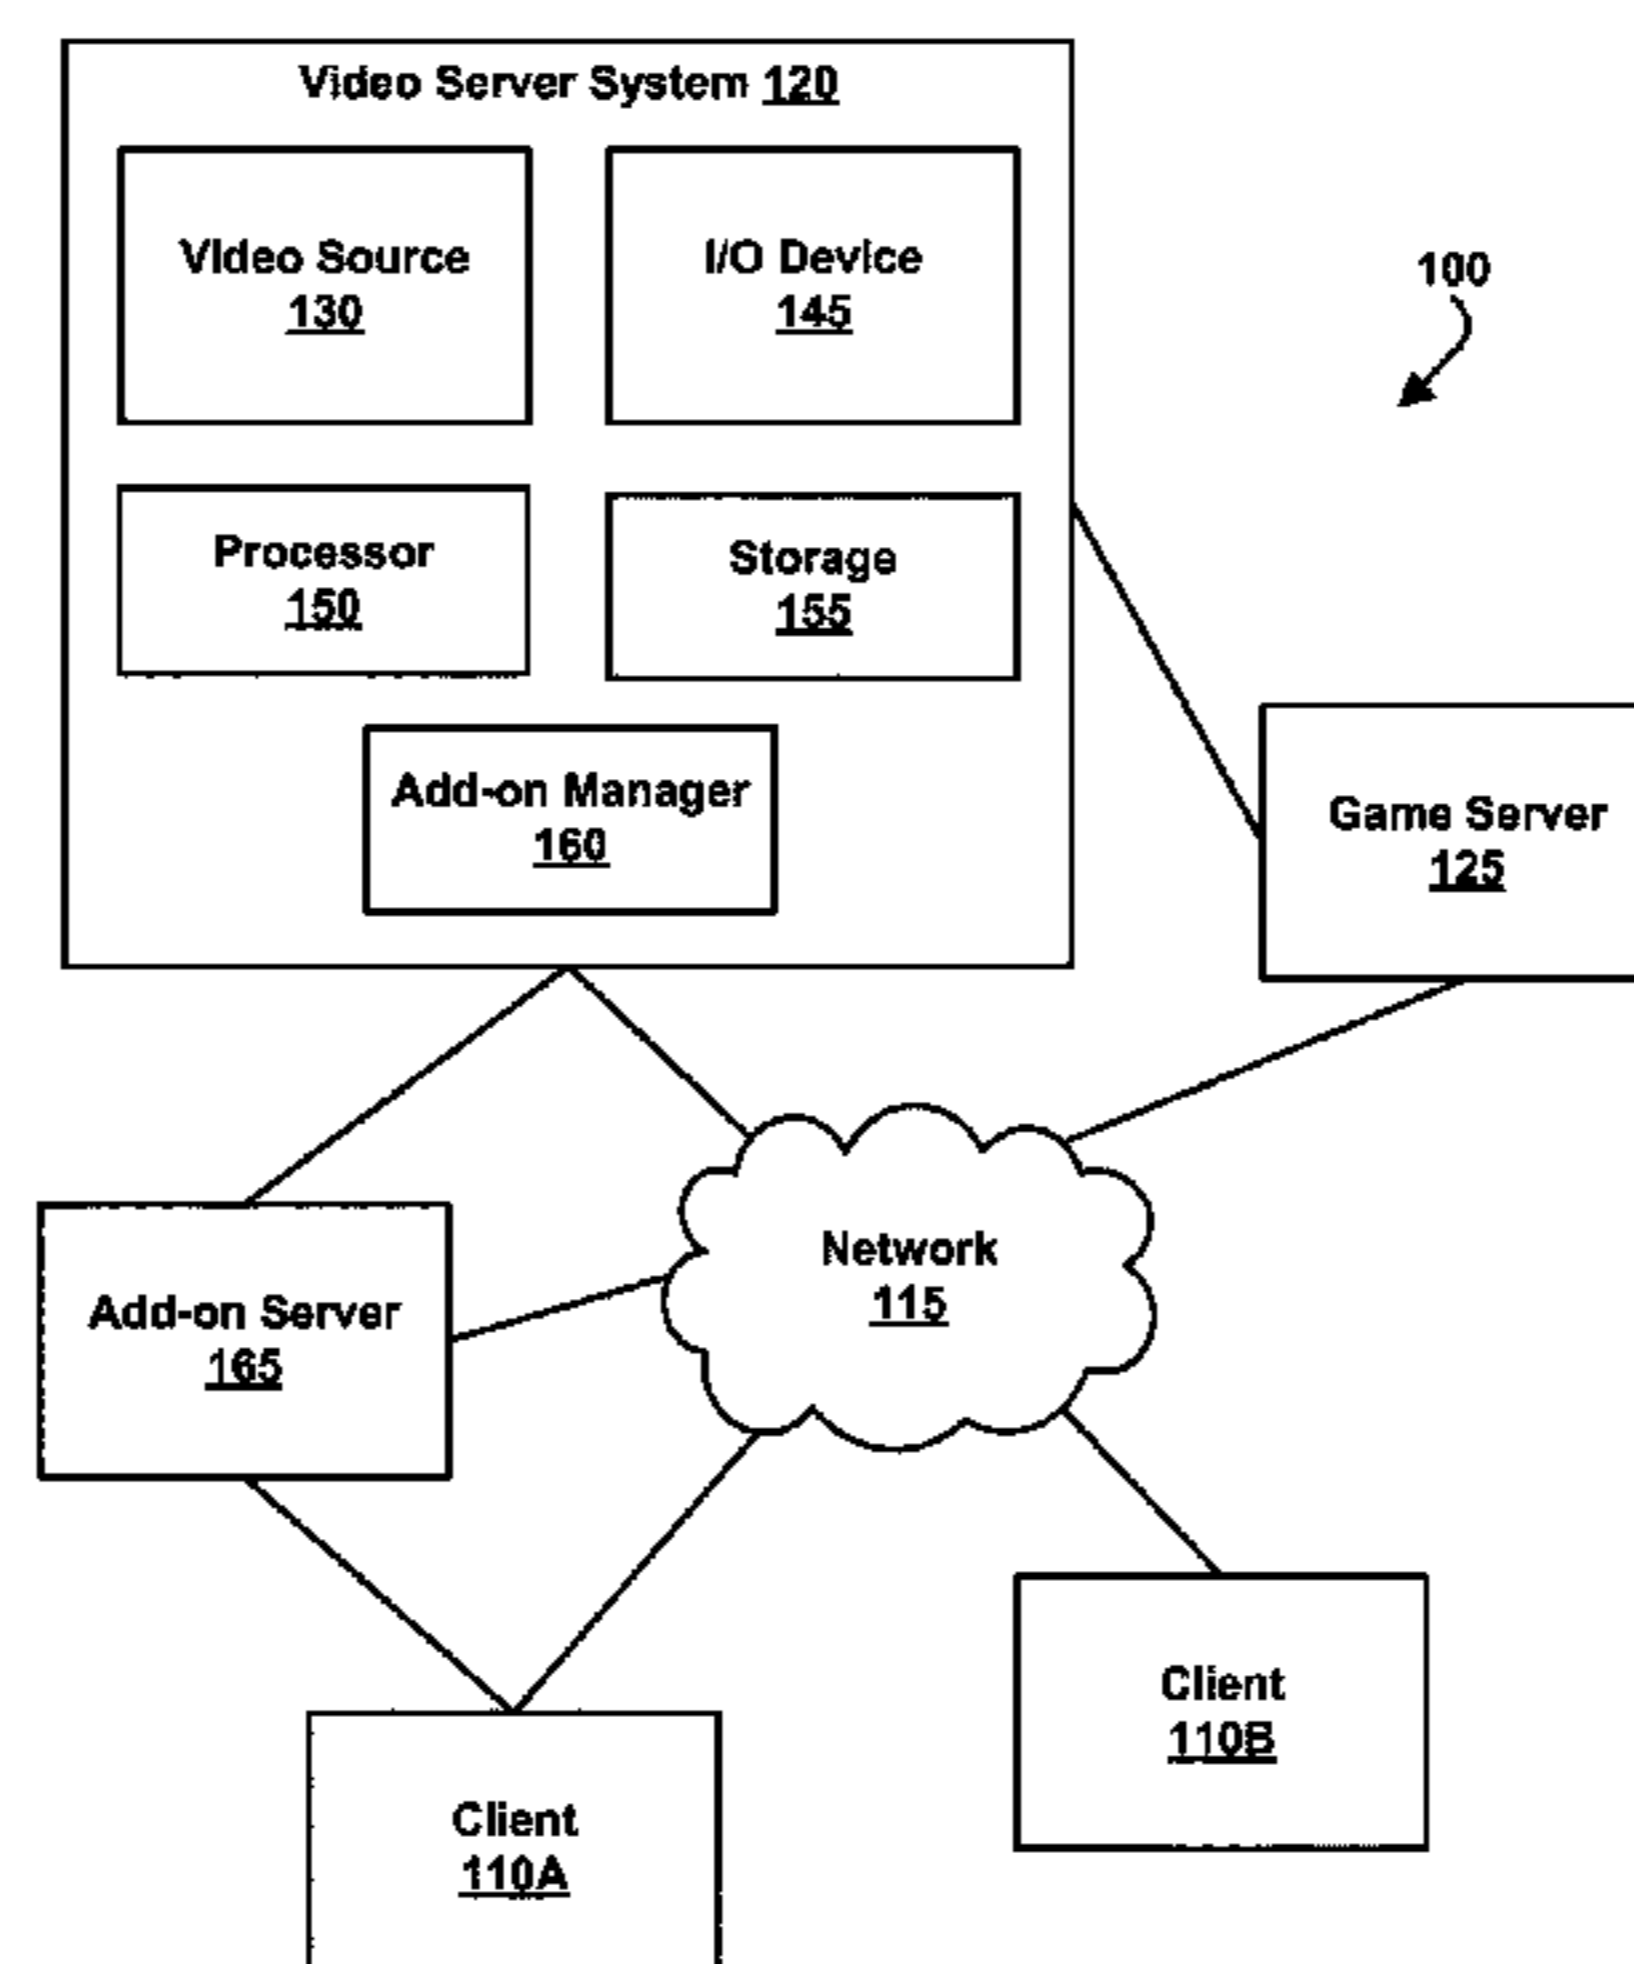 Video Server System 120
Video Source
130
I/O Device
145
100
Processor
150
Storage
155
Add-on Manager
160
Game Server
125
Network
115
Add-on Server
165
Client
110B
Client
110A